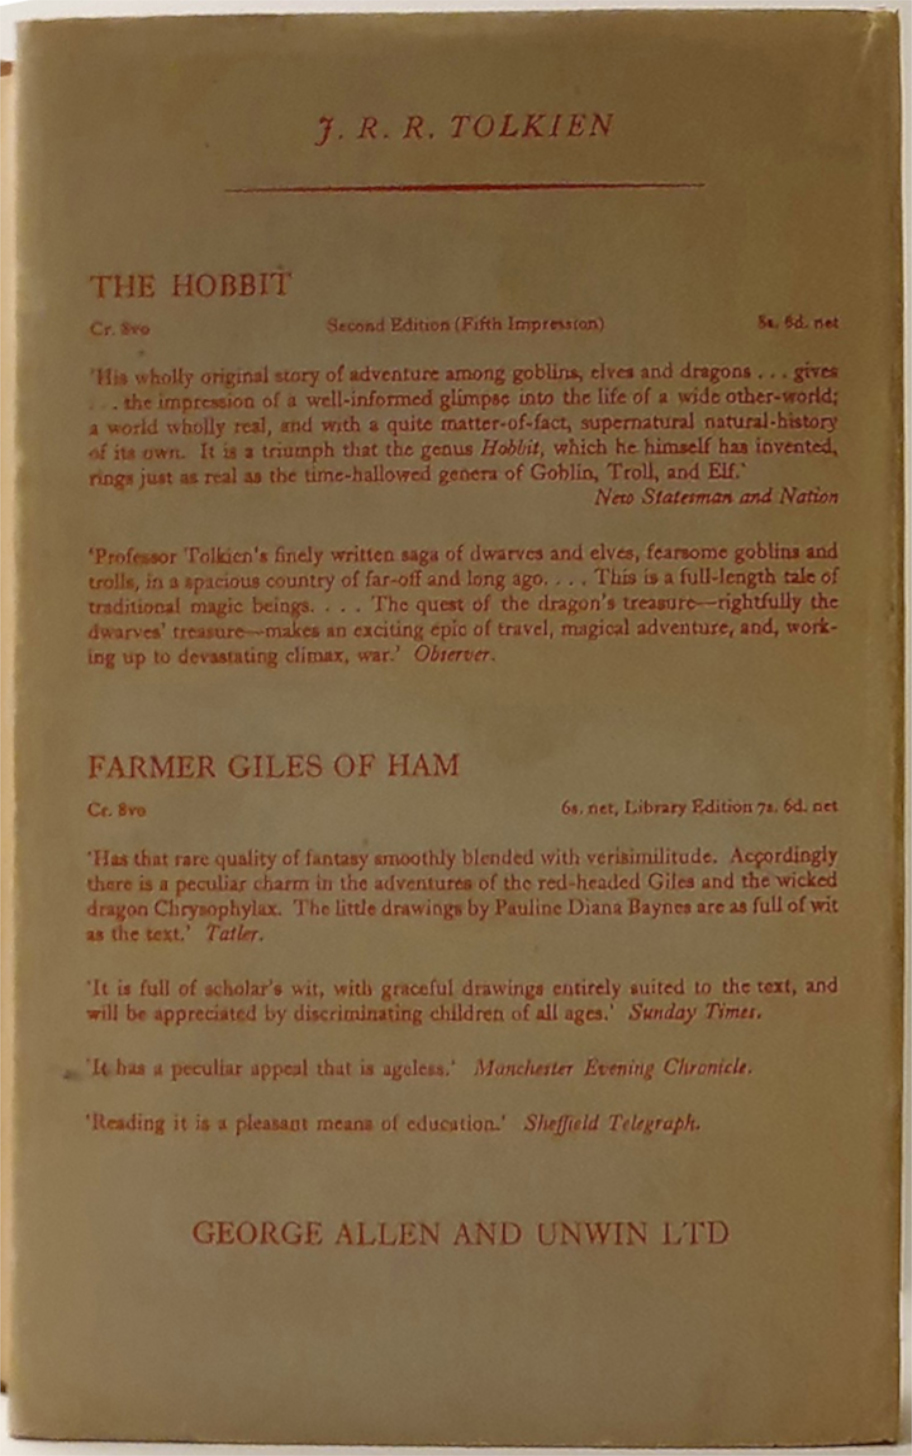 J. R. R. TOLKIEN
THE HOBBIT
Cr. 8vo Second Edition (Fifth Impression) 8s. 6d. net
'His wholly original story of adventure among goblins, elves and dragons . . . gives
. . . the impression of a well-informed glimpse into the life of a wide other-world;
a world wholly real, and with a quite matter-of-fact, supernatural natural-history
of its own. It is a triumph that the genus Hobbit, which he himself has invented,
rings just as real as the time-hallowed genera of Goblin, Troll, and Elf.'
New Statesman and Nation
'Professor Tolkien's finely written saga of dwarves and elves, fearsome goblins and
trolls, in a spacious country of far-off and long ago. . . . This is a full-length tale of
traditional magic beings. . . . The quest of the dragon's treasure—rightfully the
dwarves' treasure—makes an exciting epic of travel, magical adventure, and, work-
ing up to devastating climax, war.' Observer.
FARMER GILES OF HAM
Cr. 8vo 6s. net, Library Edition 7s. 6d. net
'Has that rare quality of fantasy smoothly blended with verisimilitude. Accordingly
there is a peculiar charm in the adventures of the red-headed Giles and the wicked
dragon Chrysophylax. The little drawings by Pauline Diana Baynes are as full of wit
as the text.' Tatler.
'It is full of scholar's wit, with graceful drawings entirely suited to the text, and
will be appreciated by discriminating children of all ages.' Sunday Times.
'It has a peculiar appeal that is ageless.' Manchester Evening Chronicle.
'Reading it is a pleasant means of education.' Sheffield Telegraph.
GEORGE ALLEN AND UNWIN LTD